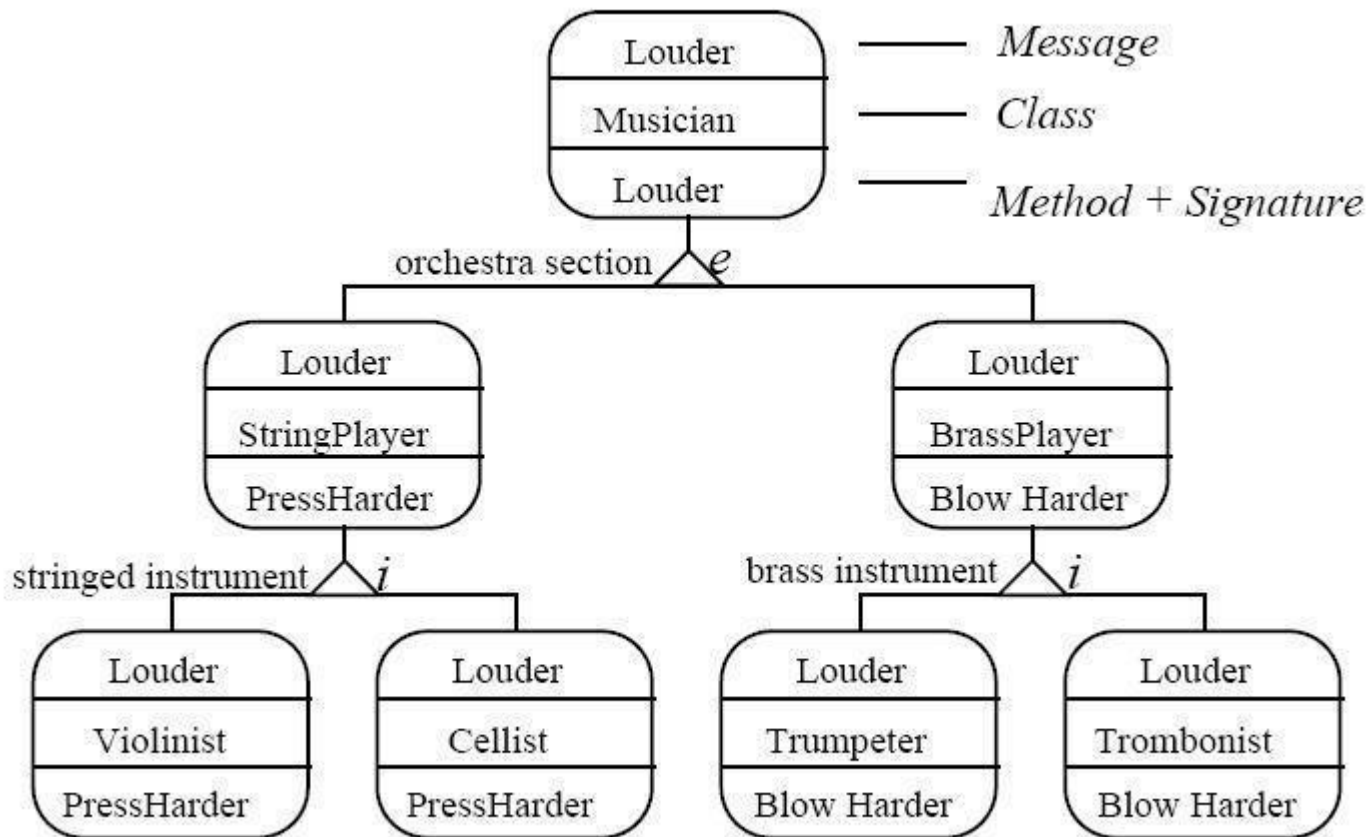 Louder
Message
Musician
Class
Louder
Method + Signature
orchestra section
e
Louder
StringPlayer
PressHarder
Louder
BrassPlayer
Blow Harder
stringed instrument
i
brass instrument
i
Louder
Violinist
PressHarder
Louder
Cellist
PressHarder
Louder
Trumpeter
Blow Harder
Louder
Trombonist
Blow Harder